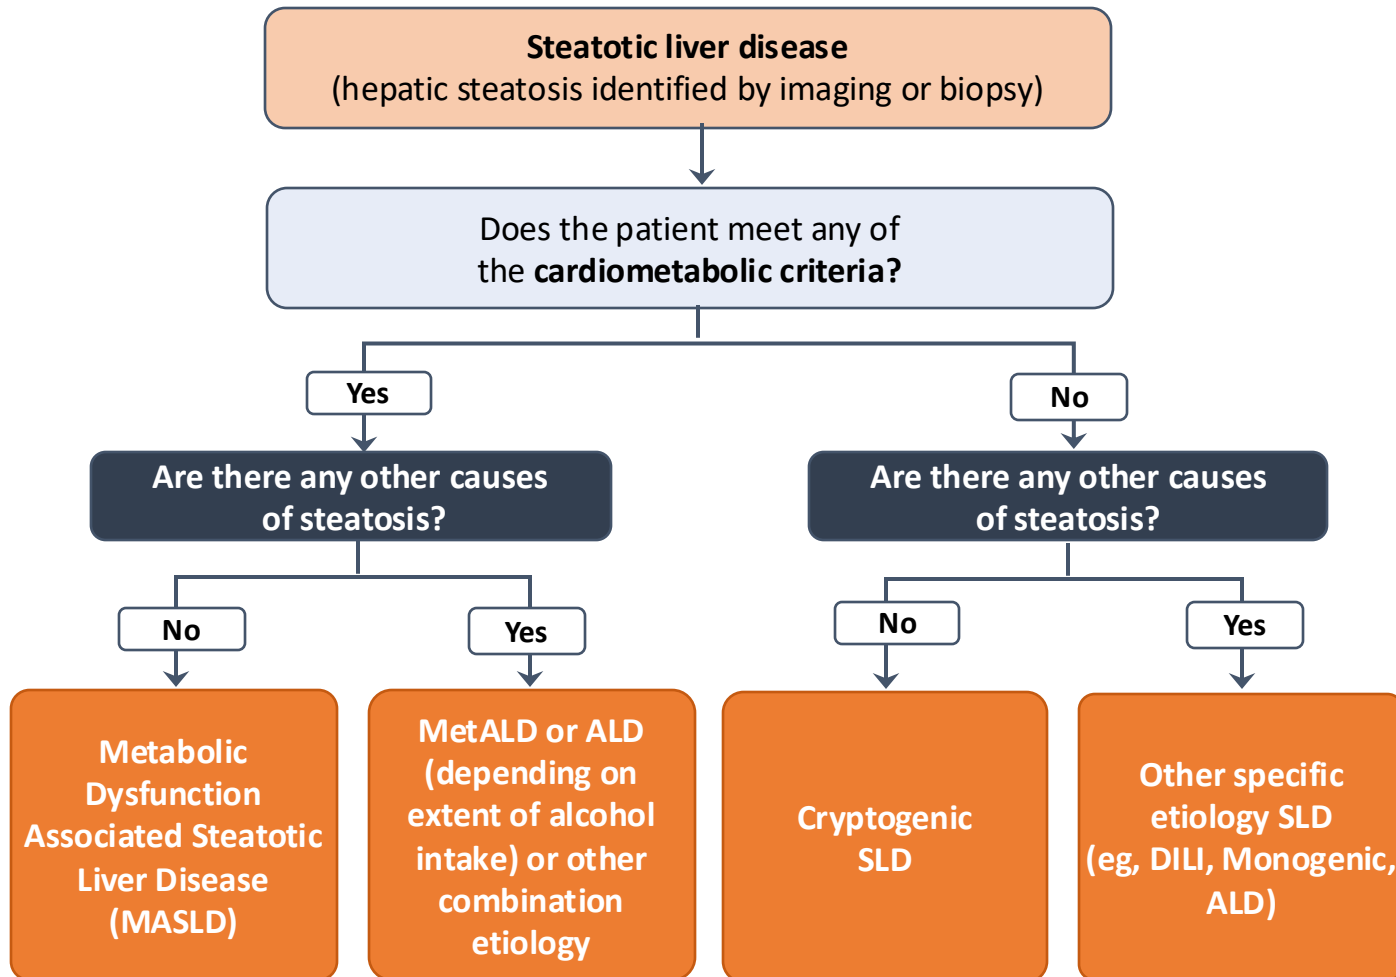 Steatotic liver disease
(hepatic steatosis identified by imaging or biopsy)
Does the patient meet any of
the cardiometabolic criteria?
Yes
No
Are there any other causes
of steatosis?
Are there any other causes
of steatosis?
No
Yes
No
Yes
Metabolic
Dysfunction
Associated Steatotic
Liver Disease
(MASLD)
MetALD or ALD
(depending on
extent of alcohol
intake) or other
combination
etiology
Cryptogenic
SLD
Other specific
etiology SLD
(eg, DILI, Monogenic,
ALD)